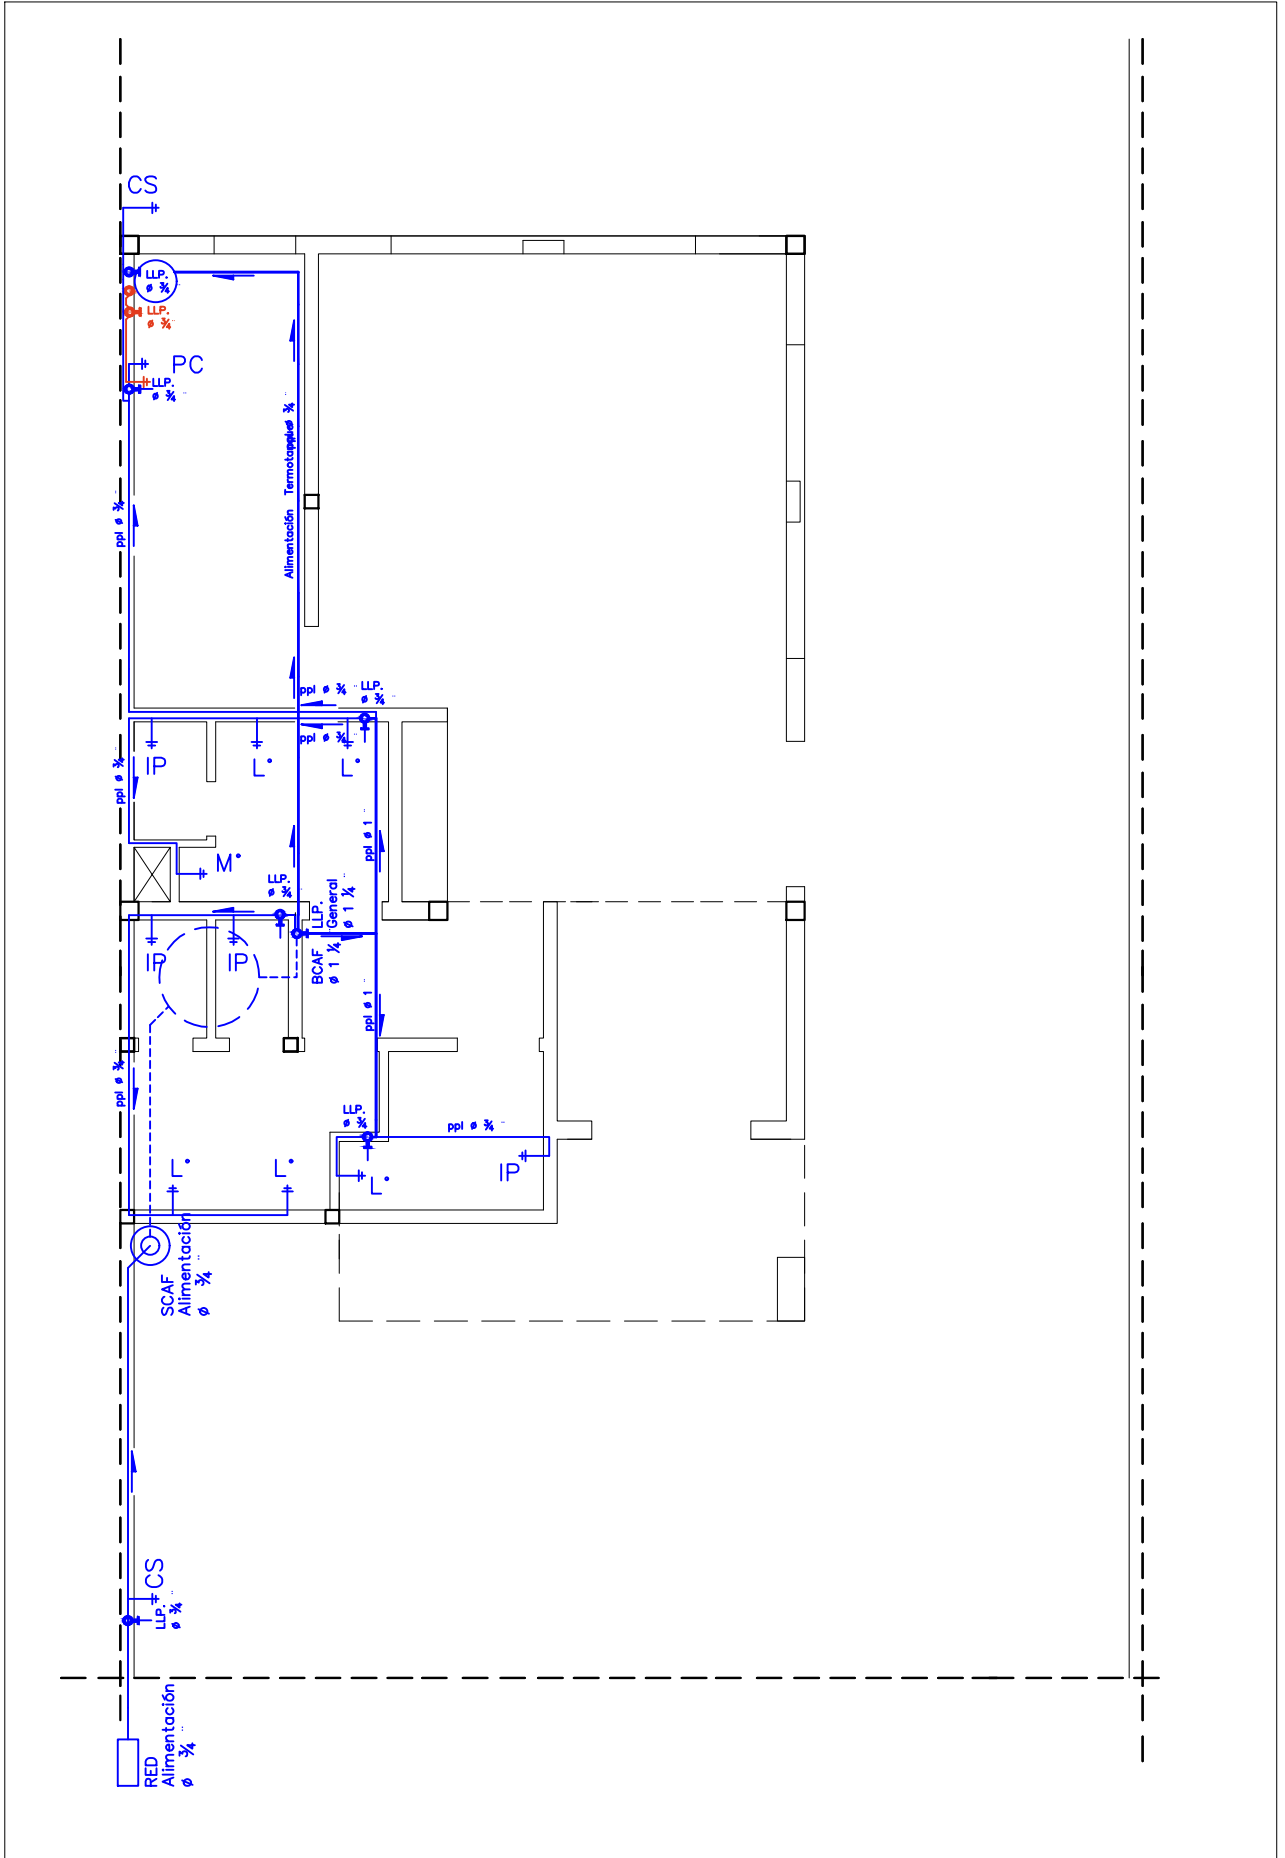 CS
LLP.
ø ¾ ¨
LLP.
ø ¾ ¨
PC
LLP.
ø ¾ ¨
ppl ø ¾ ¨
ppl ø ¾ ¨
Alimentación Termotanque
ppl ø ¾ ¨
LLP.
ø ¾ ¨
ppl ø ¾ ¨
IP
L°
L°
ppl ø ¾ ¨
M°
ppl ø 1 ¨
LLP.
ø ¾ ¨
LLP.
General
ø 1 ¼ ¨
BCAF
ø 1 ¼ ¨
IP
IP
ppl ø 1 ¨
ppl ø ¾ ¨
LLP.
ø ¾ ¨
ppl ø ¾ ¨
L°
L°
L°
IP
SCAF
Alimentación
ø ¾ ¨
CS
LLP.
ø ¾ ¨
RED
Alimentación
ø ¾ ¨